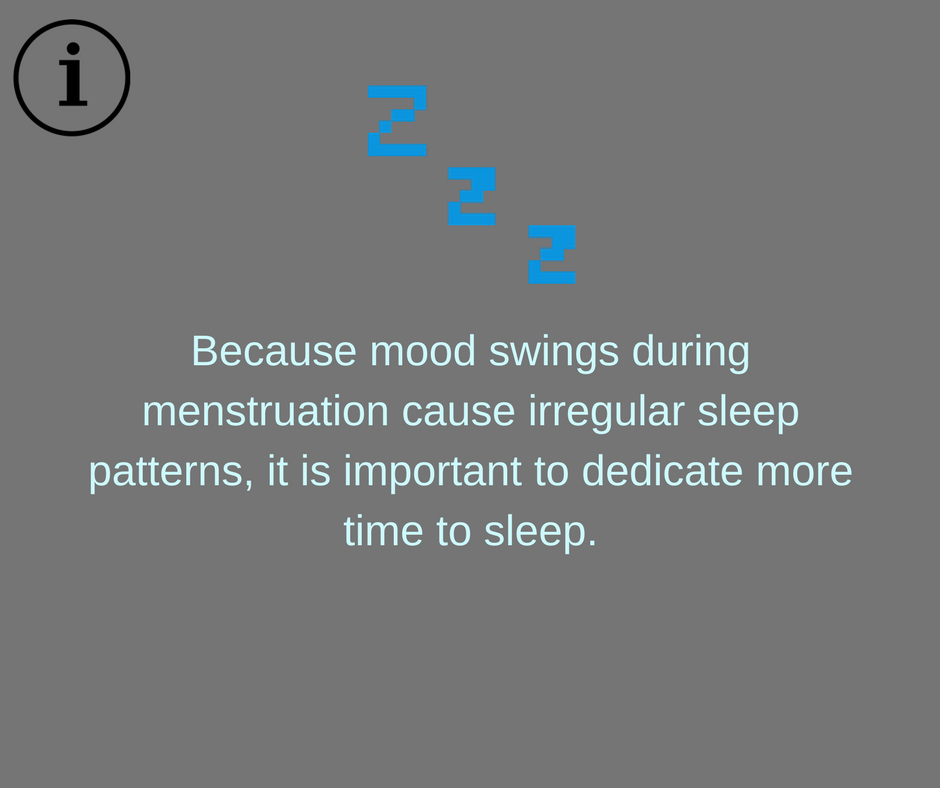 i
Z
Z
Z
Because mood swings during
menstruation cause irregular sleep
patterns, it is important to dedicate more
time to sleep.